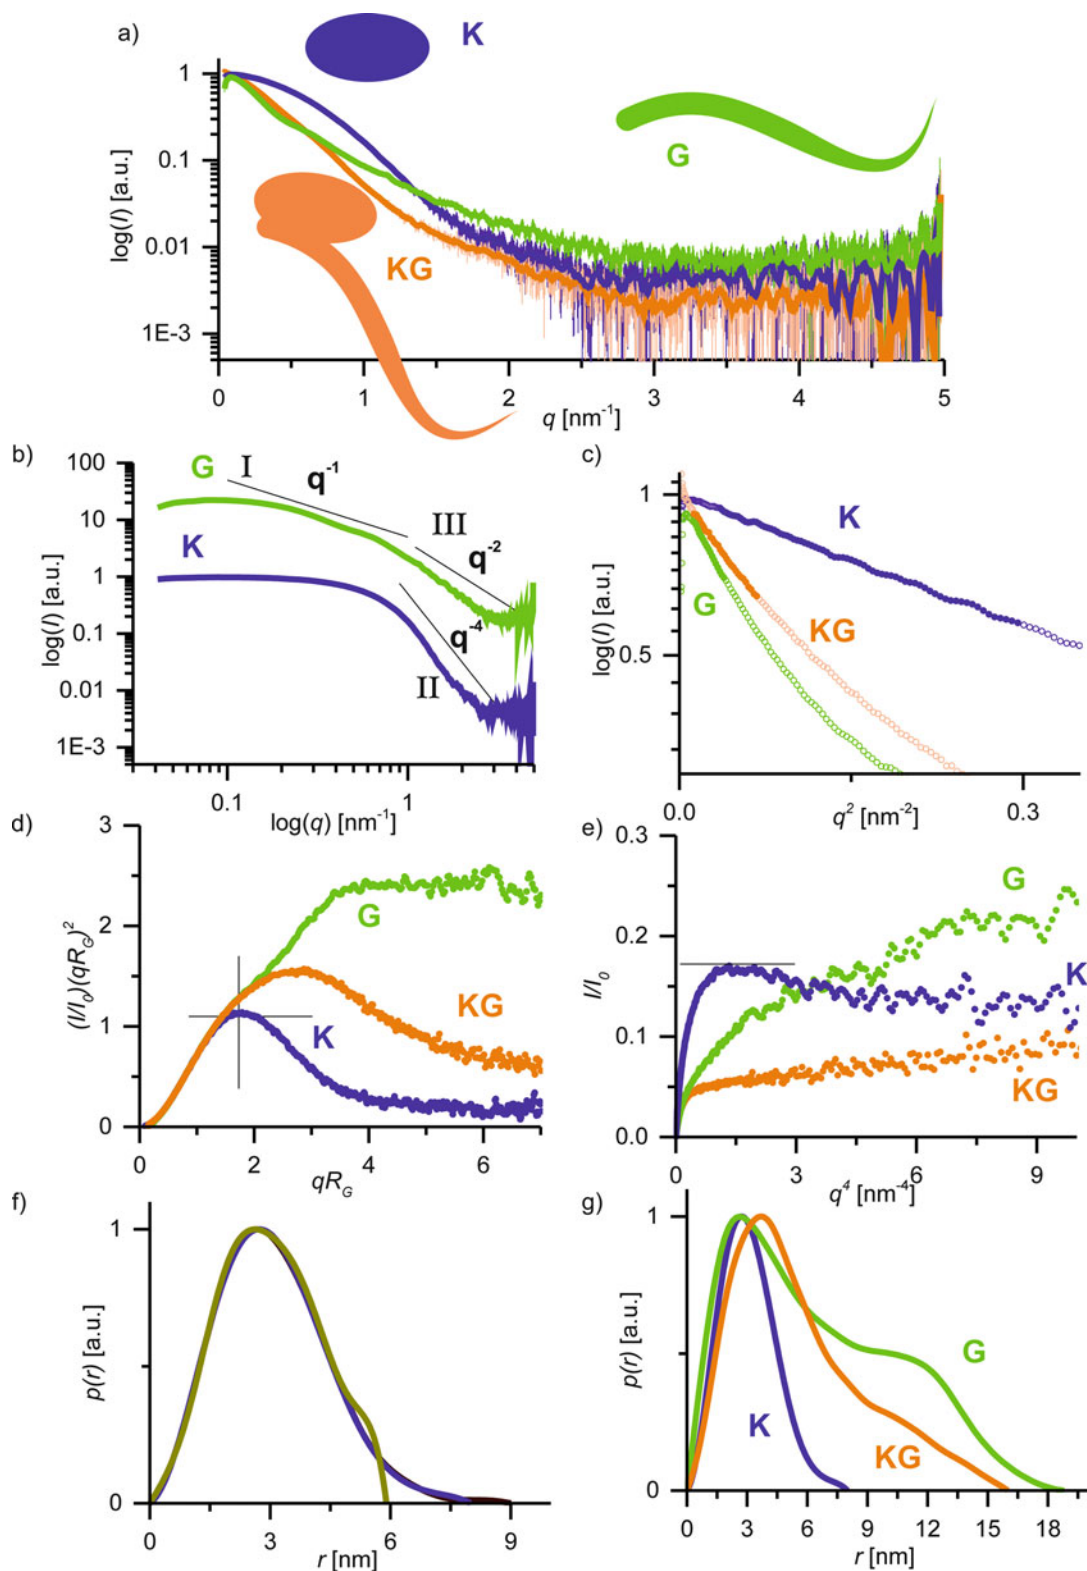 a)
K
G
KG
log(I) [a.u.]
1
0.1
0.01
1E-3
0 1 2 3 4 5
q [nm⁻¹]
b)
G I q⁻¹
III q⁻²
K
q⁻⁴
II
log(I) [a.u.]
100
10
1
0.1
0.01
1E-3
0.1 1
log(q) [nm⁻¹]
c)
K
KG
G
log(I) [a.u.]
1
0.5
0.0 0.3
q² [nm⁻²]
d)
G
KG
K
(I/I₀)(qR_G)²
3
2
1
0
0 2 4 6
qR_G
e)
G
K
KG
I/I₀
0.3
0.2
0.1
0.0
0 3 6 9
q⁴ [nm⁻⁴]
f)
p(r) [a.u.]
1
0
0 3 6 9
r [nm]
g)
G
K
KG
p(r) [a.u.]
1
0
0 3 6 9 12 15 18
r [nm]